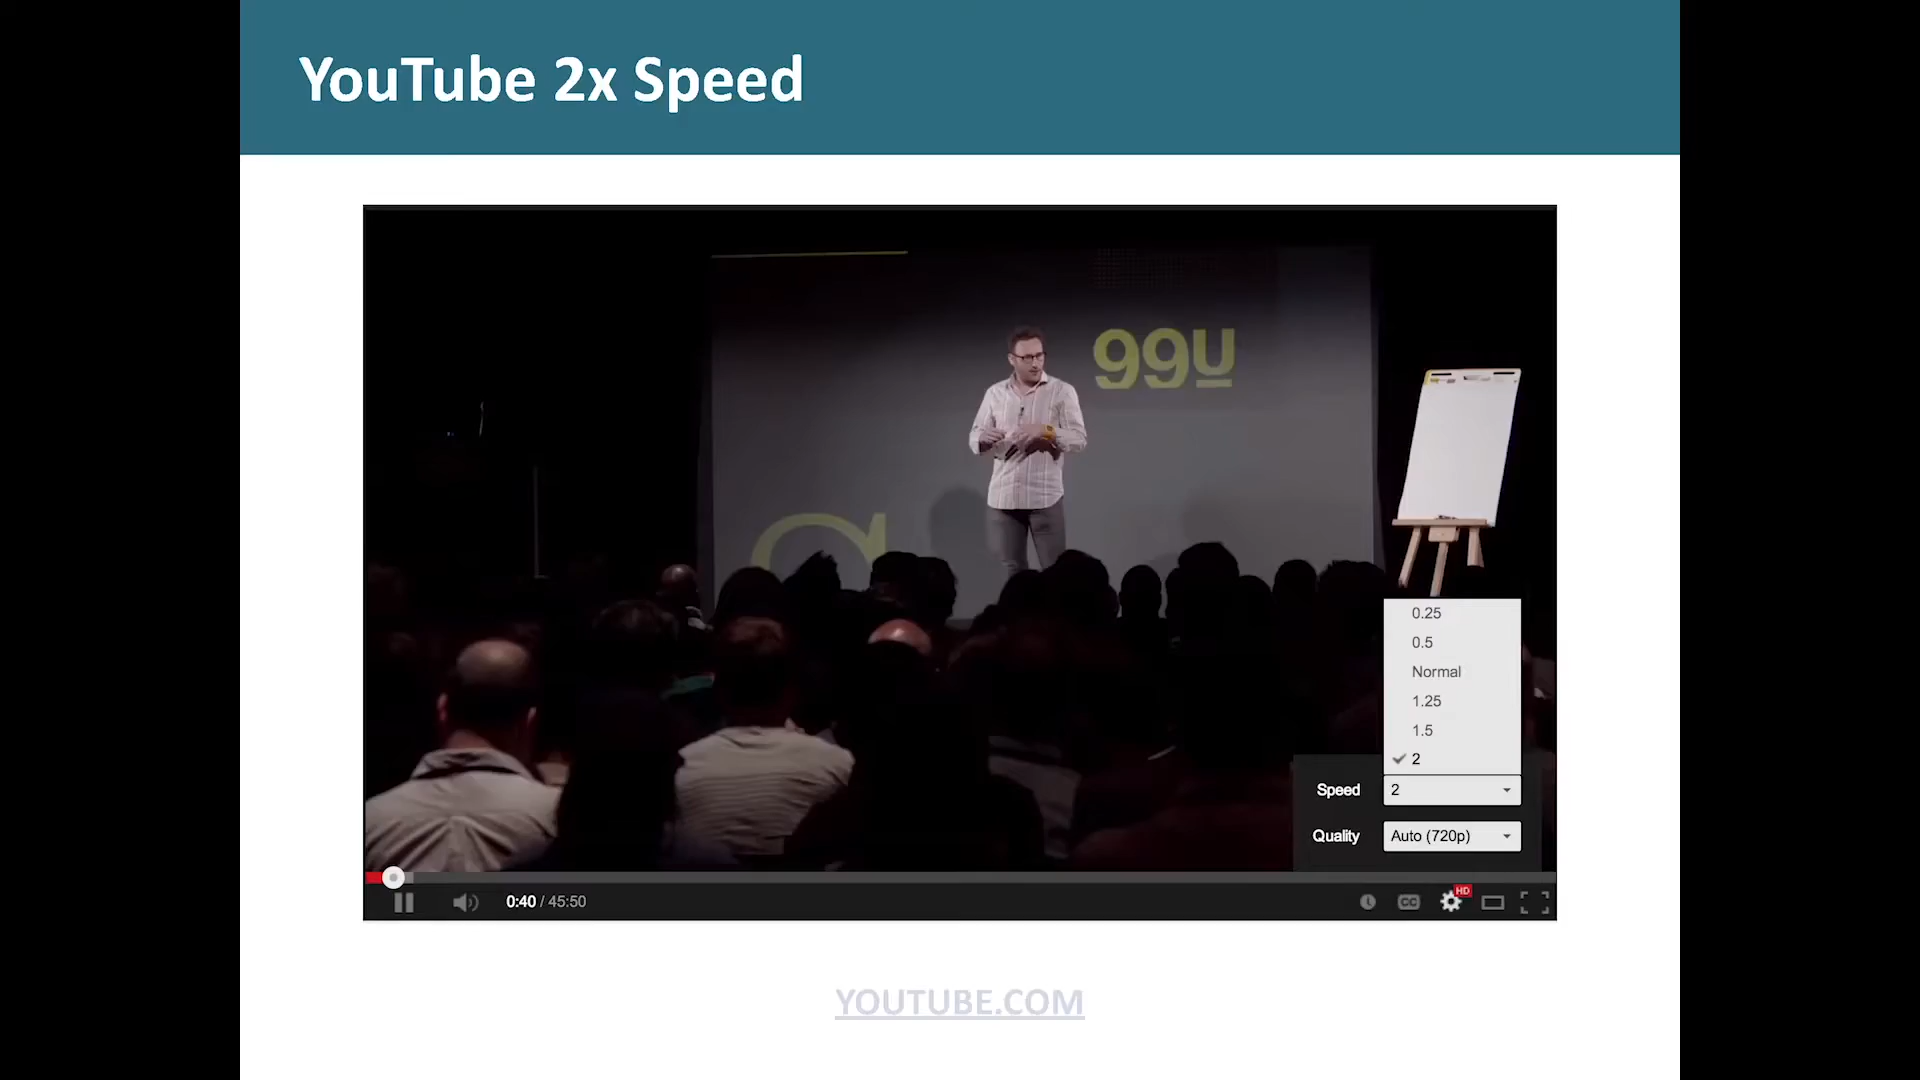 YouTube 2x Speed
99U
0.25
0.5
Normal
1.25
1.5
2
Speed 2
Quality Auto (720p)
0:40 / 45:50
CC
HD
YOUTUBE.COM